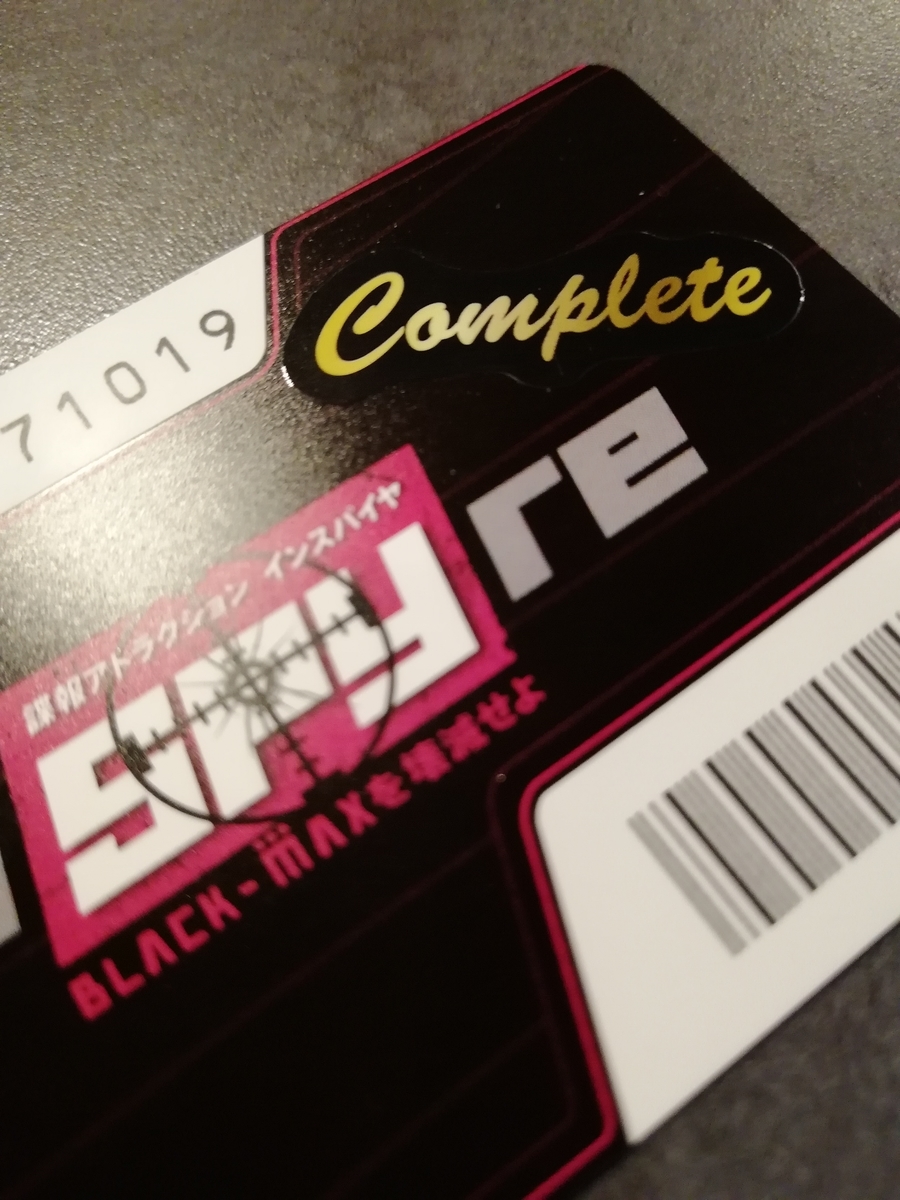 Complete
71019
諜報アトラクション インスパイヤ
spy re
BLACK-MAXを壊滅せよ